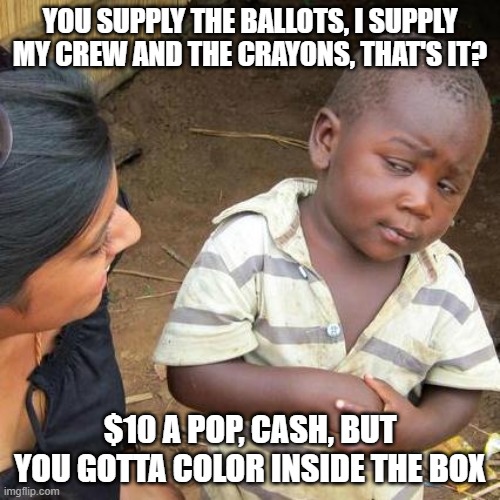 YOU SUPPLY THE BALLOTS, I SUPPLY
MY CREW AND THE CRAYONS, THAT'S IT?
$10 A POP, CASH, BUT
YOU GOTTA COLOR INSIDE THE BOX
imgflip.com